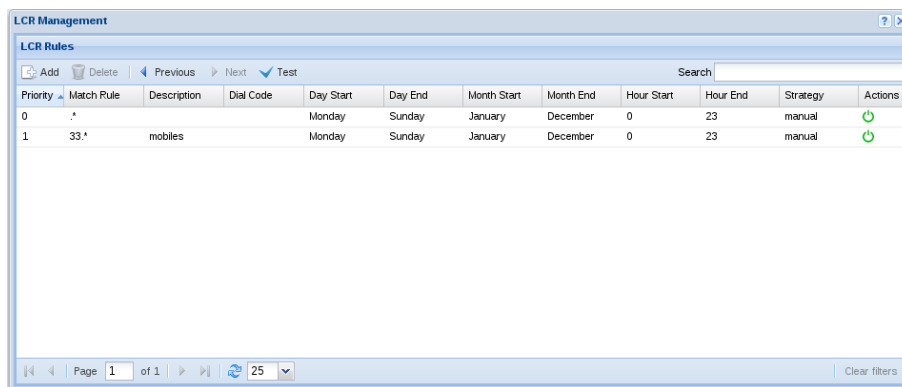 LCR Management
LCR Rules
Add Delete Previous Next Test Search
Priority Match Rule Description Dial Code Day Start Day End Month Start Month End Hour Start Hour End Strategy Actions
0 .* Monday Sunday January December 0 23 manual
1 33.* mobiles Monday Sunday January December 0 23 manual
Page 1 of 1 25 Clear filters